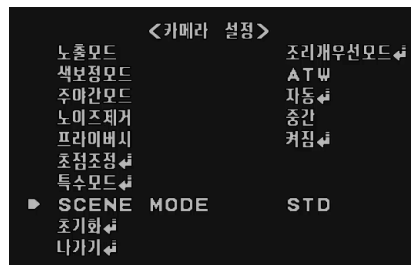 <카메라 설정>
노출모드 조리개우선모드↲
색보정모드 ATW
주야간모드 자동↲
노이즈제거 중간
프라이버시 켜짐↲
초점조정↲
특수모드↲
SCENE MODE STD
초기화↲
나가기↲